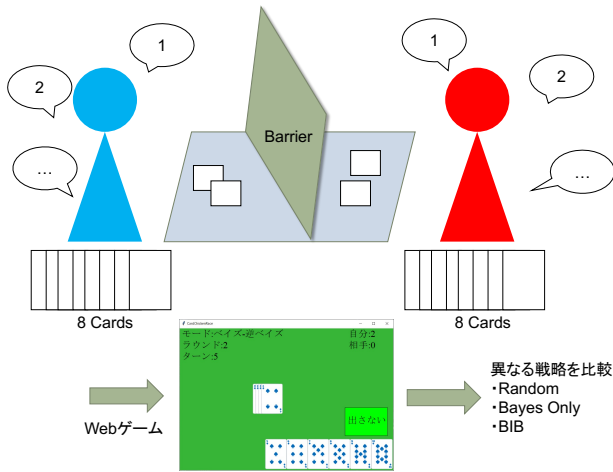 1
2
...
Barrier
1
2
...
8 Cards
8 Cards
CardGameBase
モード:ベイズ-逆ベイズ
自分:2
ラウンド:2
相手:0
ターン:5
出さない
Webゲーム
異なる戦略を比較
・Random
・Bayes Only
・BIB